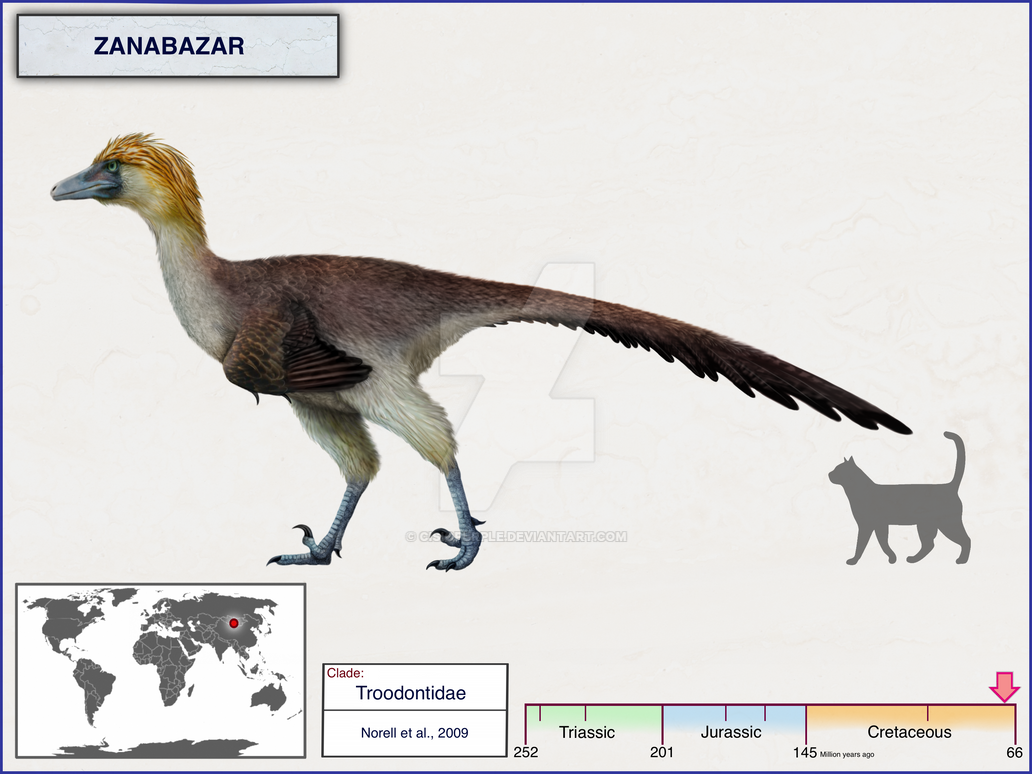 ZANABAZAR
Clade:
Troodontidae
Norell et al., 2009
Triassic
Jurassic
Cretaceous
252
201
145 Million years ago
66